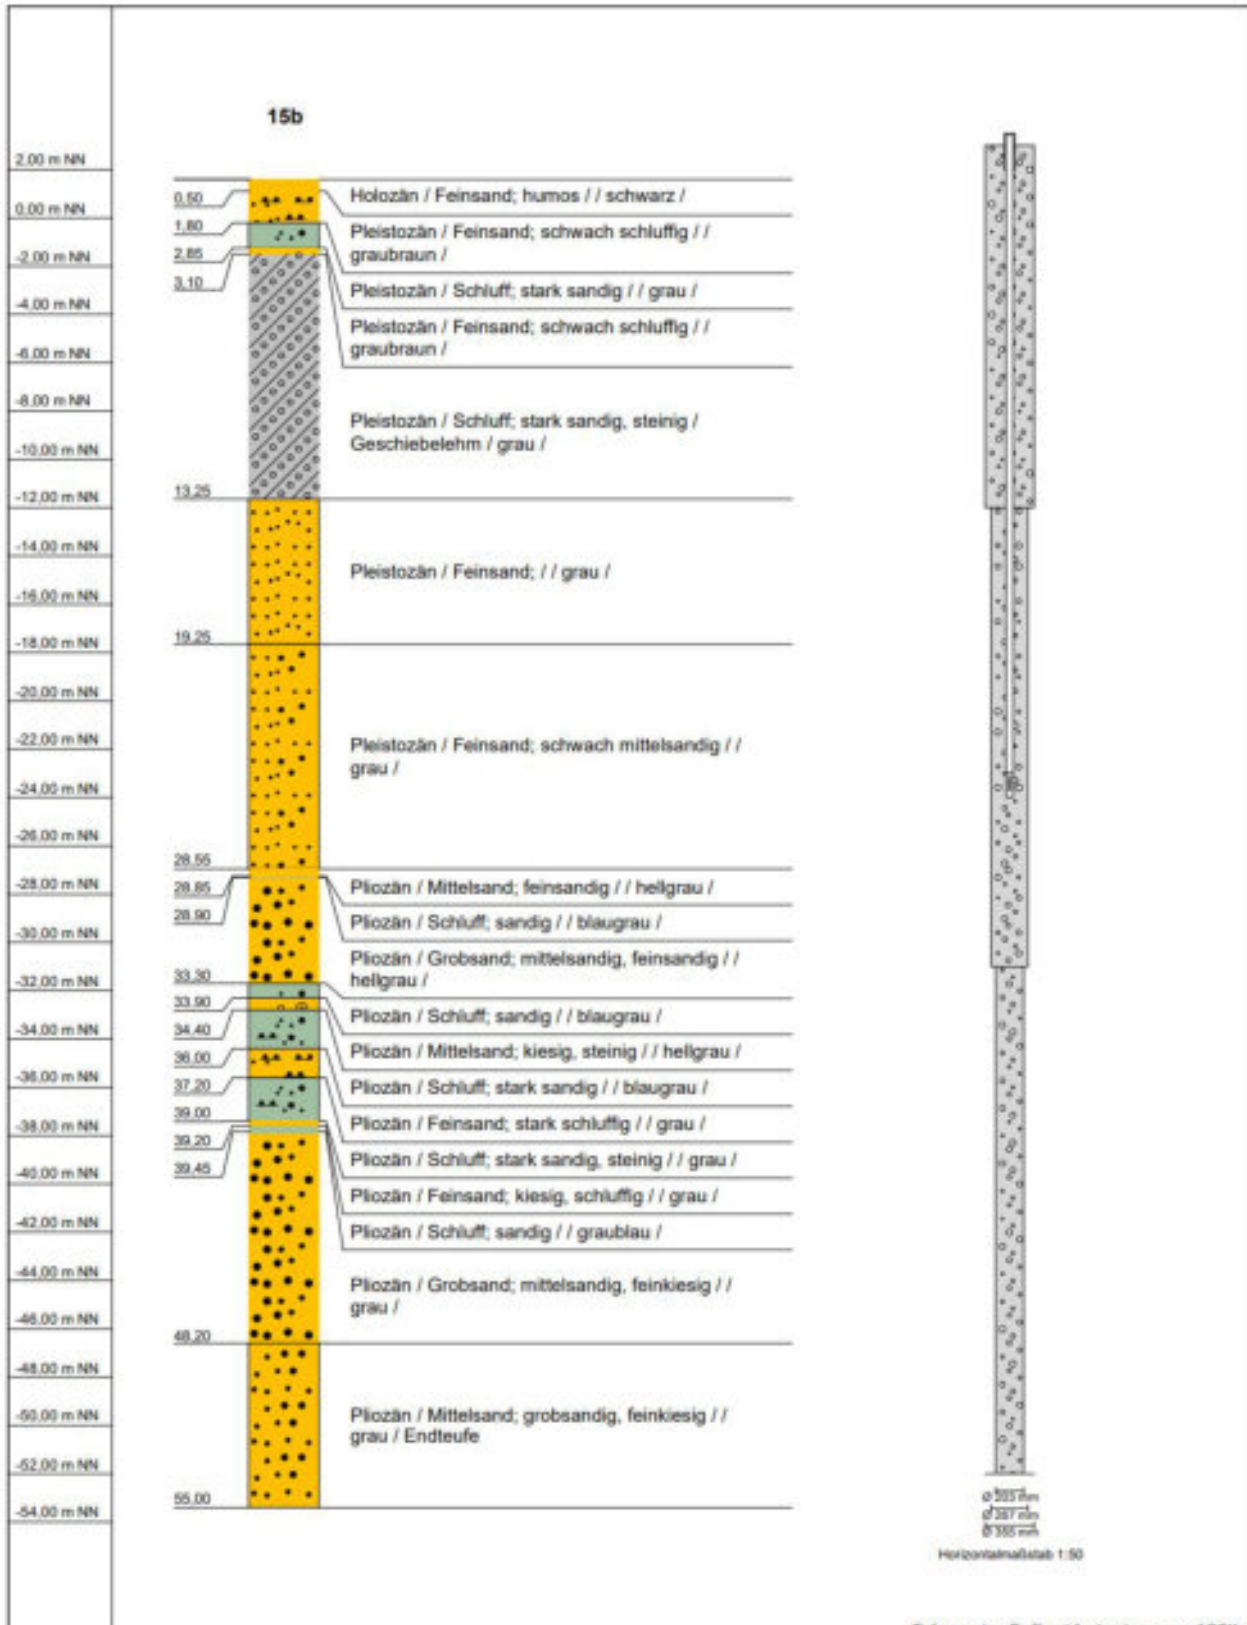 15b
2.00 m NN
0.00 m NN
-2.00 m NN
-4.00 m NN
-6.00 m NN
-8.00 m NN
-10.00 m NN
-12.00 m NN
-14.00 m NN
-16.00 m NN
-18.00 m NN
-20.00 m NN
-22.00 m NN
-24.00 m NN
-26.00 m NN
-28.00 m NN
-30.00 m NN
-32.00 m NN
-34.00 m NN
-36.00 m NN
-38.00 m NN
-40.00 m NN
-42.00 m NN
-44.00 m NN
-46.00 m NN
-48.00 m NN
-50.00 m NN
-52.00 m NN
-54.00 m NN
0,50
1,80
2,85
3,10
13,25
19,25
28,55
28,85
28,90
33,30
33,90
34,40
36,00
37,20
39,00
39,20
39,45
48,20
55,00
Holozän / Feinsand; humos / / schwarz /
Pleistozän / Feinsand; schwach schluffig / /
graubraun /
Pleistozän / Schluff; stark sandig / / grau /
Pleistozän / Feinsand; schwach schluffig / /
graubraun /
Pleistozän / Schluff; stark sandig, steinig /
Geschiebelehm / grau /
Pleistozän / Feinsand; / / grau /
Pleistozän / Feinsand; schwach mittelsandig / /
grau /
Pliozän / Mittelsand; feinsandig / / hellgrau /
Pliozän / Schluff; sandig / / blaugrau /
Pliozän / Grobsand; mittelsandig, feinsandig / /
hellgrau /
Pliozän / Schluff; sandig / / blaugrau /
Pliozän / Mittelsand; kiesig, steinig / / hellgrau /
Pliozän / Schluff; stark sandig / / blaugrau /
Pliozän / Feinsand; stark schluffig / / grau /
Pliozän / Schluff; stark sandig, steinig / / grau /
Pliozän / Feinsand; kiesig, schluffig / / grau /
Pliozän / Schluff; sandig / / graublau /
Pliozän / Grobsand; mittelsandig, feinkiesig / /
grau /
Pliozän / Mittelsand; grobsandig, feinkiesig / /
grau / Endteufe
Ø 203 mm
Ø 267 mm
Ø 355 mm
Horizontalmaßstab 1:50